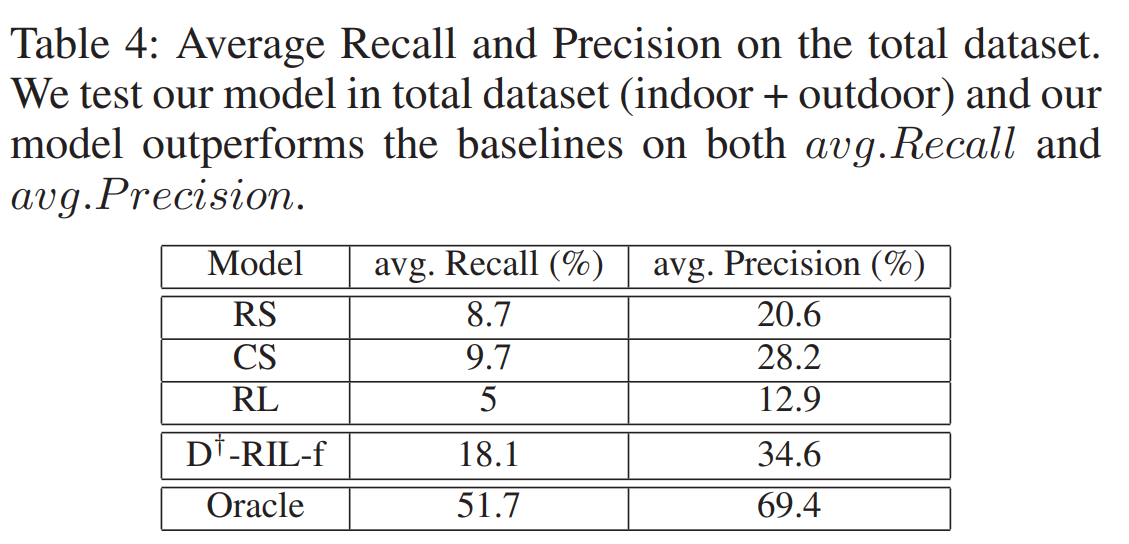 Table 4: Average Recall and Precision on the total dataset.
We test our model in total dataset (indoor + outdoor) and our
model outperforms the baselines on both avg.Recall and
avg.Precision.
Model avg. Recall (%) avg. Precision (%)
RS 8.7 20.6
CS 9.7 28.2
RL 5 12.9
D†-RIL-f 18.1 34.6
Oracle 51.7 69.4